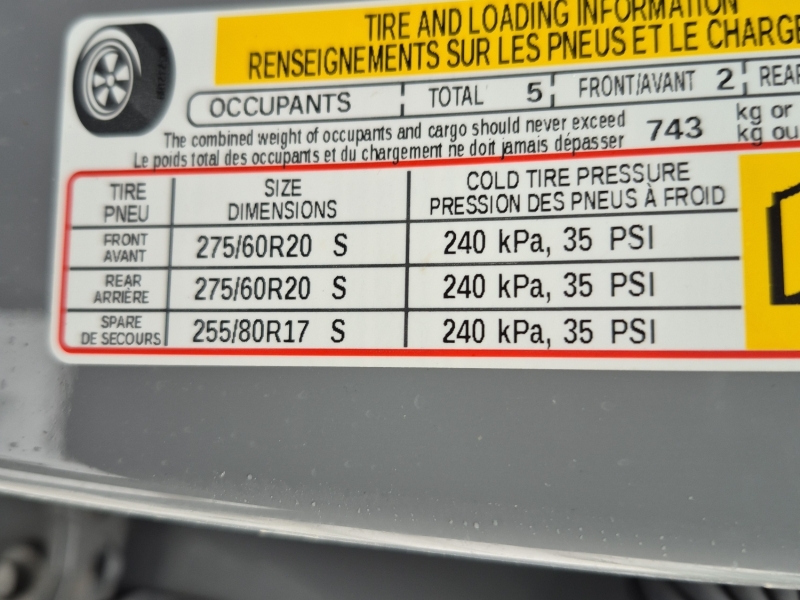 TIRE AND LOADING INFORMATION
RENSEIGNEMENTS SUR LES PNEUS ET LE CHARGE
OCCUPANTS TOTAL 5 FRONT/AVANT 2 REAR
The combined weight of occupants and cargo should never exceed 743 kg or
Le poids total des occupants et du chargement ne doit jamais dépasser kg ou
TIRE PNEU SIZE DIMENSIONS COLD TIRE PRESSURE PRESSION DES PNEUS À FROID
FRONT AVANT 275/60R20 S 240 kPa, 35 PSI
REAR ARRIÈRE 275/60R20 S 240 kPa, 35 PSI
SPARE DE SECOURS 255/80R17 S 240 kPa, 35 PSI